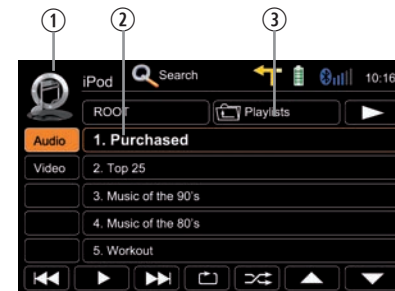 ① ② ③
iPod Search 10:16
ROOT Playlists
Audio 1. Purchased
Video 2. Top 25
3. Music of the 90's
4. Music of the 80's
5. Workout